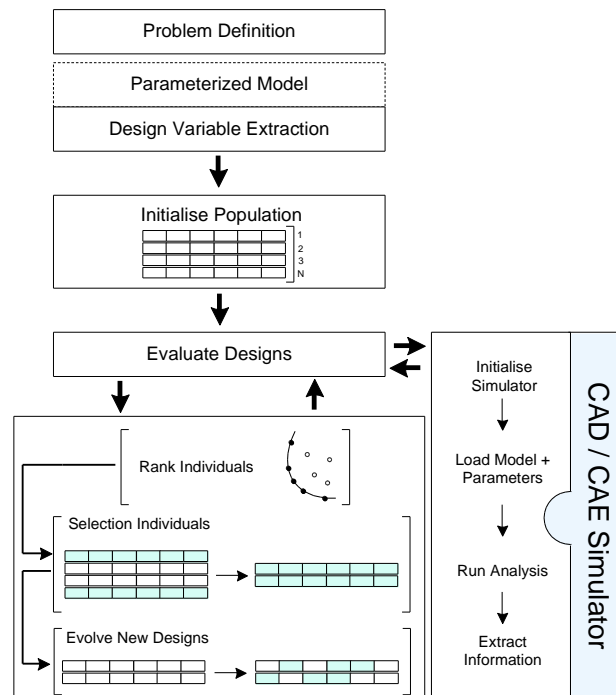 Problem Definition
Parameterized Model
Design Variable Extraction
Initialise Population
1
2
3
N
Evaluate Designs
Rank Individuals
Selection Individuals
Evolve New Designs
Initialise
Simulator
Load Model +
Parameters
Run Analysis
Extract
Information
CAD / CAE Simulator